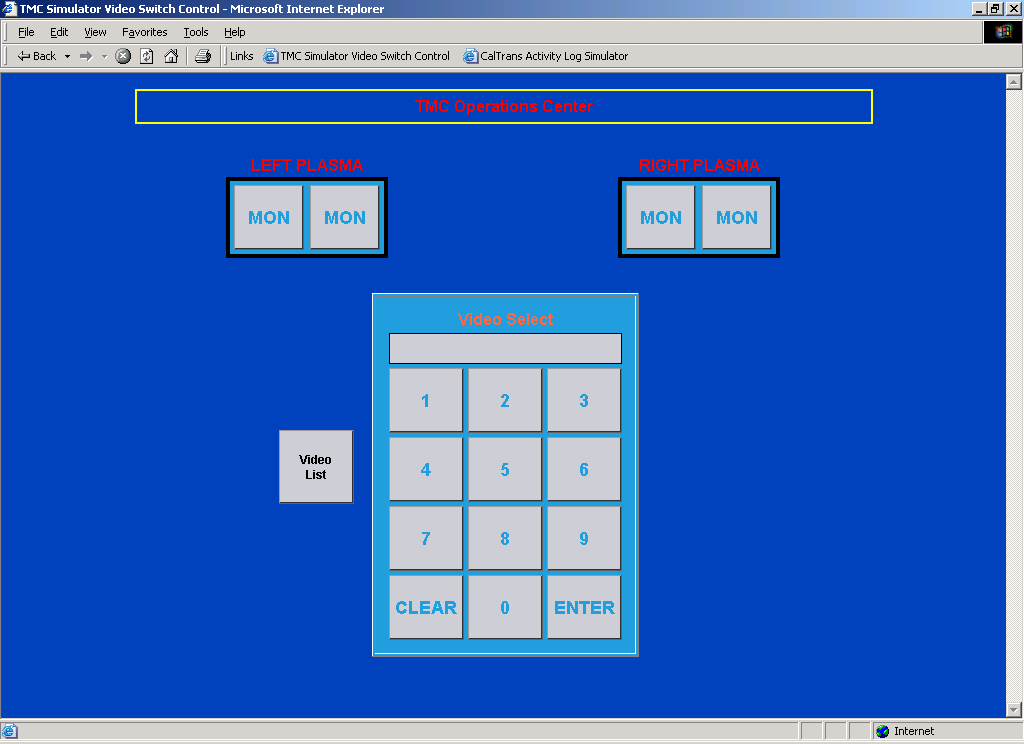 TMC Simulator Video Switch Control - Microsoft Internet Explorer
File Edit View Favorites Tools Help
Back Links TMC Simulator Video Switch Control CalTrans Activity Log Simulator
TMC Operations Center
LEFT PLASMA RIGHT PLASMA
MON MON MON MON
Video Select
1 2 3
4 5 6
Video
List
7 8 9
CLEAR 0 ENTER
Internet